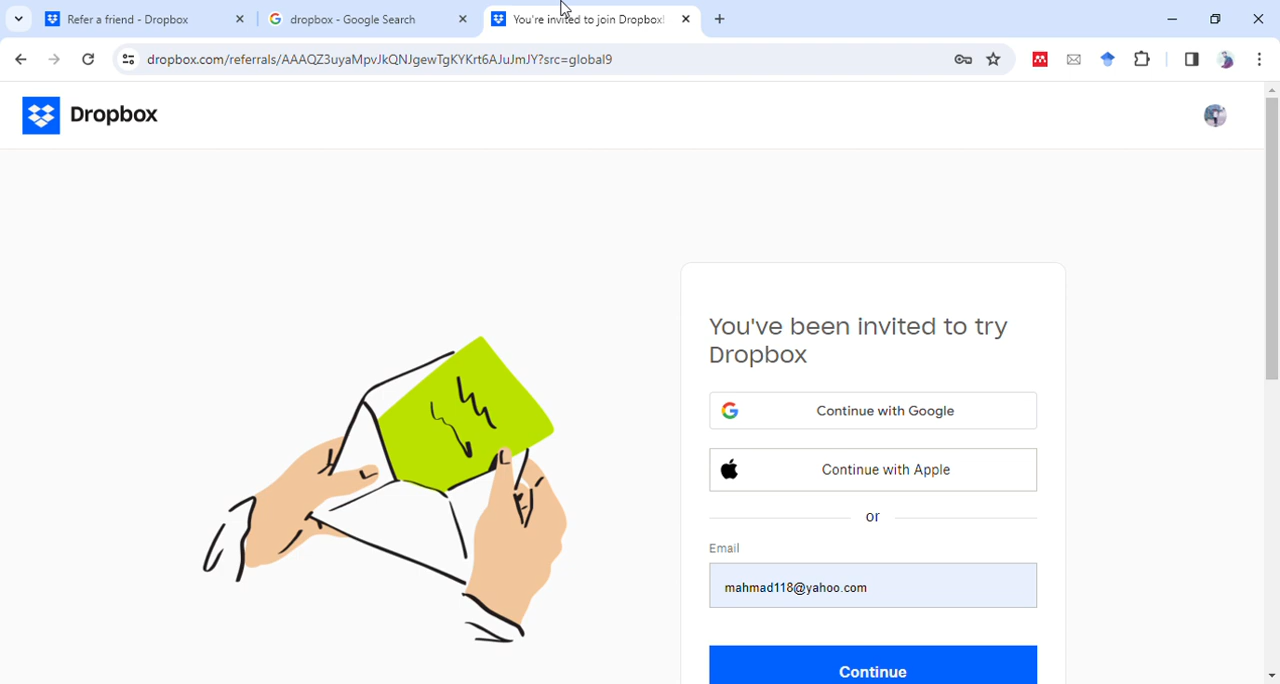 Refer a friend - Dropbox
dropbox - Google Search
You're invited to join Dropbox!
dropbox.com/referrals/AAAQZ3uyaMpvJkQNJgewTgKYKrt6AJuJmJY?src=global9
Dropbox
You've been invited to try
Dropbox
Continue with Google
Continue with Apple
or
Email
mahmad118@yahoo.com
Continue